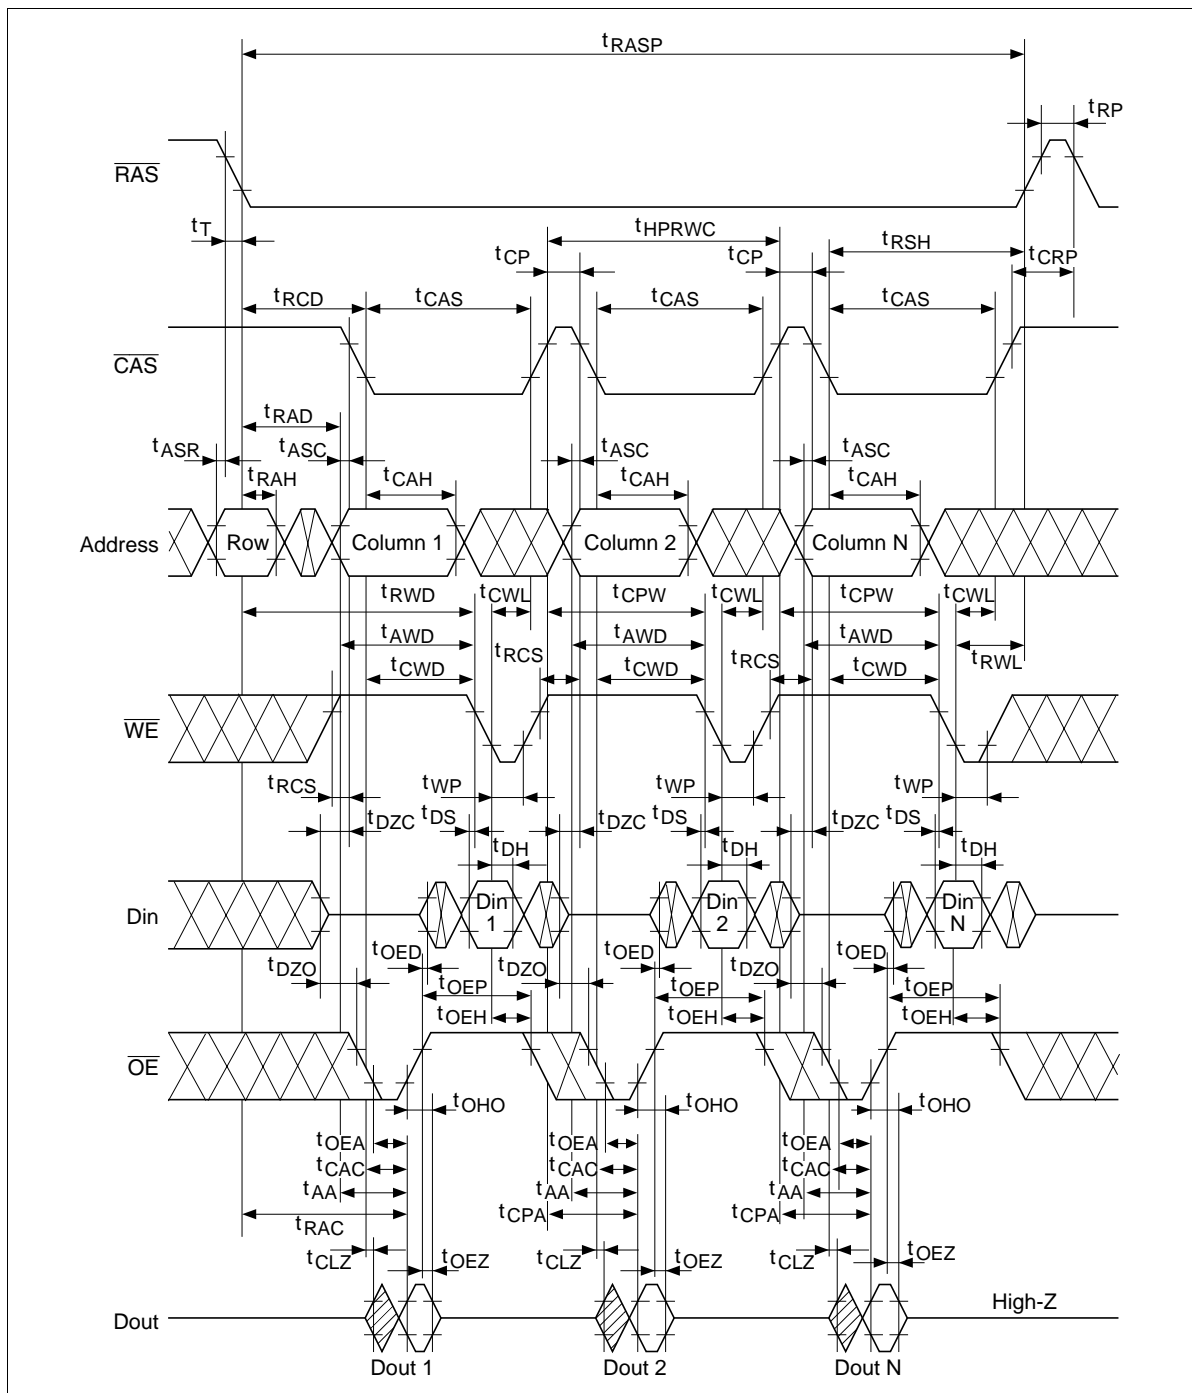 tRASP
tRP
RAS
tT
tHPRWC
tRSH
tCP
tCP
tCRP
tRCD
tCAS
tCAS
tCAS
CAS
tRAD
tASR
tASC
tASC
tASC
tRAH
tCAH
tCAH
tCAH
Address
Row
Column 1
Column 2
Column N
tRWD
tCWL
tCPW
tCWL
tCPW
tCWL
tAWD
tAWD
tAWD
tRCS
tRCS
tRWL
tCWD
tCWD
tCWD
WE
tRCS
tWP
tWP
tWP
tDZC
tDS
tDZC
tDS
tDZC
tDS
tDH
tDH
tDH
Din
Din 1
Din 2
Din N
tOED
tOED
tOED
tDZO
tDZO
tDZO
tOEP
tOEP
tOEP
tOEH
tOEH
tOEH
OE
tOHO
tOHO
tOHO
tOEA
tOEA
tOEA
tCAC
tCAC
tCAC
tAA
tAA
tAA
tRAC
tCPA
tCPA
tCLZ
tOEZ
tCLZ
tOEZ
tCLZ
tOEZ
High-Z
Dout
Dout 1
Dout 2
Dout N